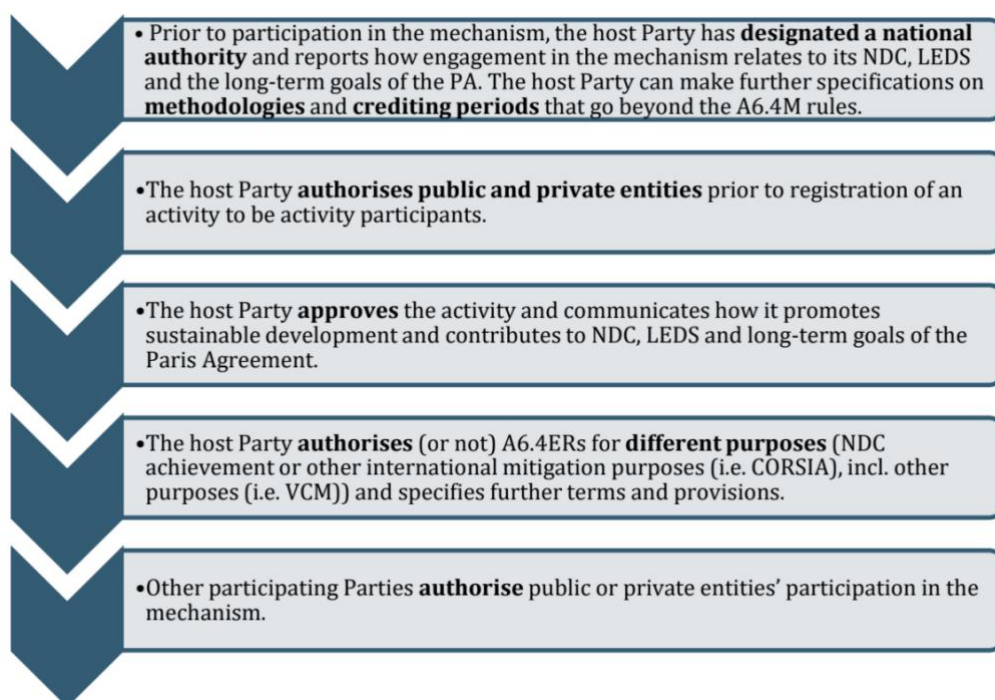 • Prior to participation in the mechanism, the host Party has designated a national
authority and reports how engagement in the mechanism relates to its NDC, LEDS
and the long-term goals of the PA. The host Party can make further specifications on
methodologies and crediting periods that go beyond the A6.4M rules.
•The host Party authorises public and private entities prior to registration of an
activity to be activity participants.
•The host Party approves the activity and communicates how it promotes
sustainable development and contributes to NDC, LEDS and long-term goals of the
Paris Agreement.
•The host Party authorises (or not) A6.4ERs for different purposes (NDC
achievement or other international mitigation purposes (i.e. CORSIA), incl. other
purposes (i.e. VCM)) and specifies further terms and provisions.
•Other participating Parties authorise public or private entities’ participation in the
mechanism.